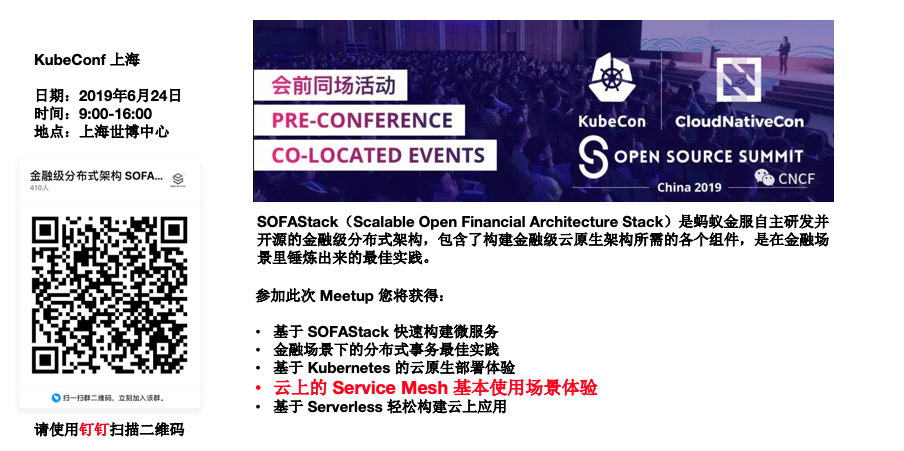 KubeConf 上海
日期：2019年6月24日
时间：9:00-16:00
地点：上海世博中心
金融级分布式架构 SOFA...
410人
扫一扫群二维码，立刻加入该群。
请使用钉钉扫描二维码
会前同场活动
PRE-CONFERENCE
CO-LOCATED EVENTS
KubeCon
CloudNativeCon
OPEN SOURCE SUMMIT
China 2019
CNCF
SOFAStack（Scalable Open Financial Architecture Stack）是蚂蚁金服自主研发并
开源的金融级分布式架构，包含了构建金融级云原生架构所需的各个组件，是在金融场
景里锤炼出来的最佳实践。
参加此次 Meetup 您将获得：
• 基于 SOFAStack 快速构建微服务
• 金融场景下的分布式事务最佳实践
• 基于 Kubernetes 的云原生部署体验
• 云上的 Service Mesh 基本使用场景体验
• 基于 Serverless 轻松构建云上应用